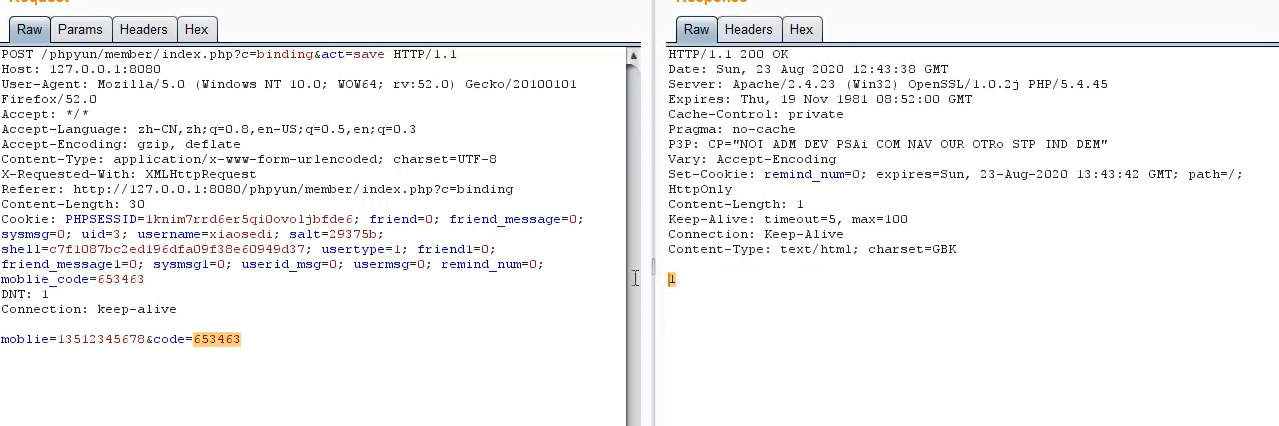 Request
Raw Params Headers Hex
POST /phpyun/member/index.php?c=binding&act=save HTTP/1.1
Host: 127.0.0.1:8080
User-Agent: Mozilla/5.0 (Windows NT 10.0; WOW64; rv:52.0) Gecko/20100101
Firefox/52.0
Accept: */*
Accept-Language: zh-CN,zh;q=0.8,en-US;q=0.5,en;q=0.3
Accept-Encoding: gzip, deflate
Content-Type: application/x-www-form-urlencoded; charset=UTF-8
X-Requested-With: XMLHttpRequest
Referer: http://127.0.0.1:8080/phpyun/member/index.php?c=binding
Content-Length: 30
Cookie: PHPSESSID=1knim7rrd6er5qi0ovoljbfde6; friend=0; friend_message=0;
sysmsg=0; uid=3; username=xiaosedi; salt=29375b;
shell=c7f1087bc2ed196dfa09f38e60949d37; usertype=1; friend1=0;
friend_message1=0; sysmsg1=0; userid_msg=0; usermsg=0; remind_num=0;
moblie_code=653463
DNT: 1
Connection: keep-alive
moblie=13512345678&code=653463
Response
Raw Headers Hex
HTTP/1.1 200 OK
Date: Sun, 23 Aug 2020 12:43:38 GMT
Server: Apache/2.4.23 (Win32) OpenSSL/1.0.2j PHP/5.4.45
Expires: Thu, 19 Nov 1981 08:52:00 GMT
Cache-Control: private
Pragma: no-cache
P3P: CP="NOI ADM DEV PSAi COM NAV OUR OTRo STP IND DEM"
Vary: Accept-Encoding
Set-Cookie: remind_num=0; expires=Sun, 23-Aug-2020 13:43:42 GMT; path=/;
HttpOnly
Content-Length: 1
Keep-Alive: timeout=5, max=100
Connection: Keep-Alive
Content-Type: text/html; charset=GBK
1